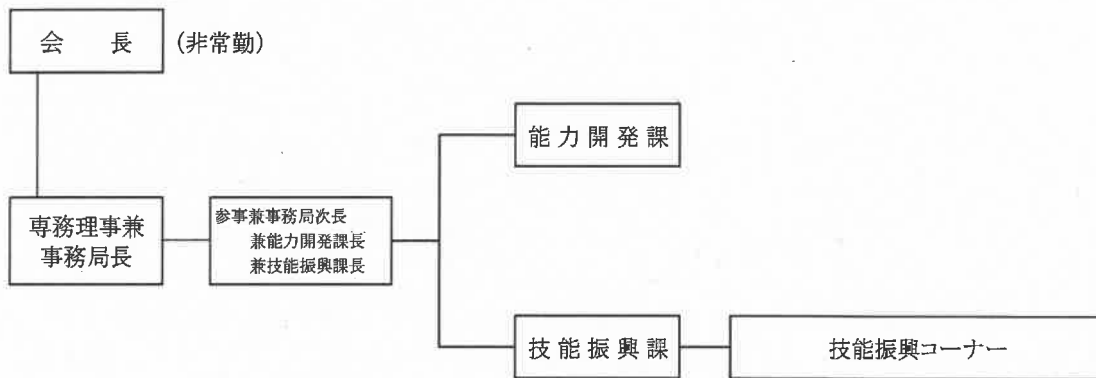 会長 (非常勤)
能力開発課
専務理事兼
事務局長
参事兼事務局次長
兼能力開発課長
兼技能振興課長
技能振興課
技能振興コーナー